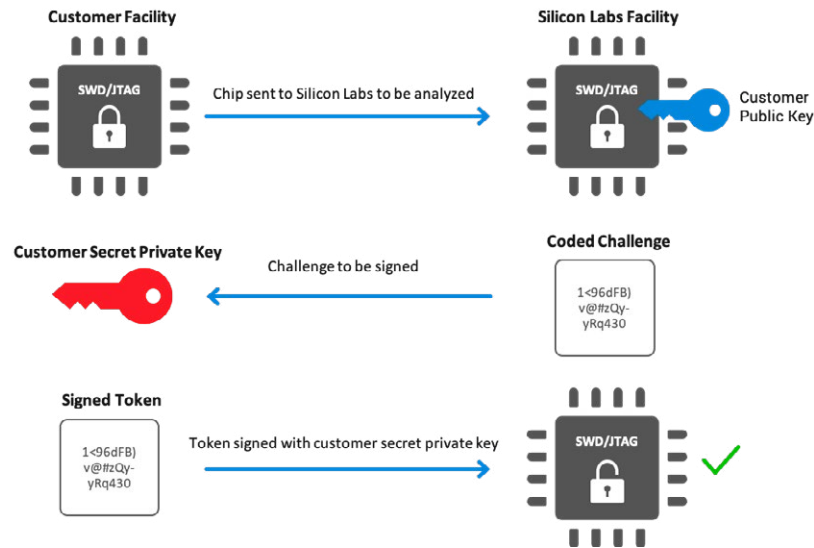 Customer Facility
Silicon Labs Facility
SWD/JTAG
Chip sent to Silicon Labs to be analyzed
SWD/JTAG
Customer
Public Key
Customer Secret Private Key
Challenge to be signed
Coded Challenge
1<96dFB)
v@#zQy-
yRq430
Signed Token
1<96dFB)
v@#zQy-
yRq430
Token signed with customer secret private key
SWD/JTAG